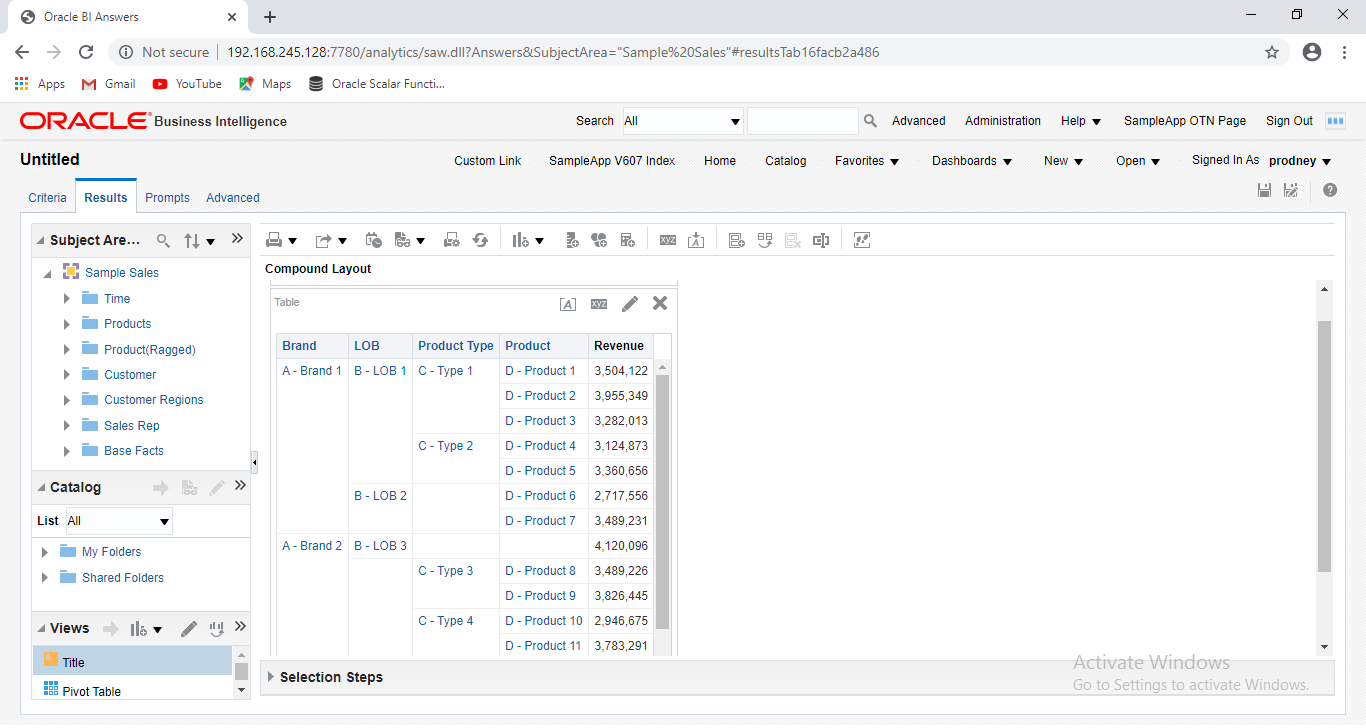 Oracle BI Answers
Not secure 192.168.245.128:7780/analytics/saw.dll?Answers&SubjectArea="Sample%20Sales"#resultsTab16facb2a486
Apps Gmail YouTube Maps Oracle Scalar Functi...
ORACLE Business Intelligence Search All Advanced Administration Help SampleApp OTN Page Sign Out
Untitled Custom Link SampleApp V607 Index Home Catalog Favorites Dashboards New Open Signed In As prodney
Criteria Results Prompts Advanced
Subject Are...
Sample Sales
Time
Products
Product(Ragged)
Customer
Customer Regions
Sales Rep
Base Facts
Catalog
List All
My Folders
Shared Folders
Views
Title
Pivot Table
xyz A
Compound Layout
Table A xyz
Brand LOB Product Type Product Revenue
A - Brand 1 B - LOB 1 C - Type 1 D - Product 1 3,504,122
D - Product 2 3,955,349
D - Product 3 3,282,013
C - Type 2 D - Product 4 3,124,873
D - Product 5 3,360,656
B - LOB 2 D - Product 6 2,717,556
D - Product 7 3,489,231
A - Brand 2 B - LOB 3 4,120,096
C - Type 3 D - Product 8 3,489,226
D - Product 9 3,826,445
C - Type 4 D - Product 10 2,946,675
D - Product 11 3,783,291
Selection Steps
Activate Windows
Go to Settings to activate Windows.